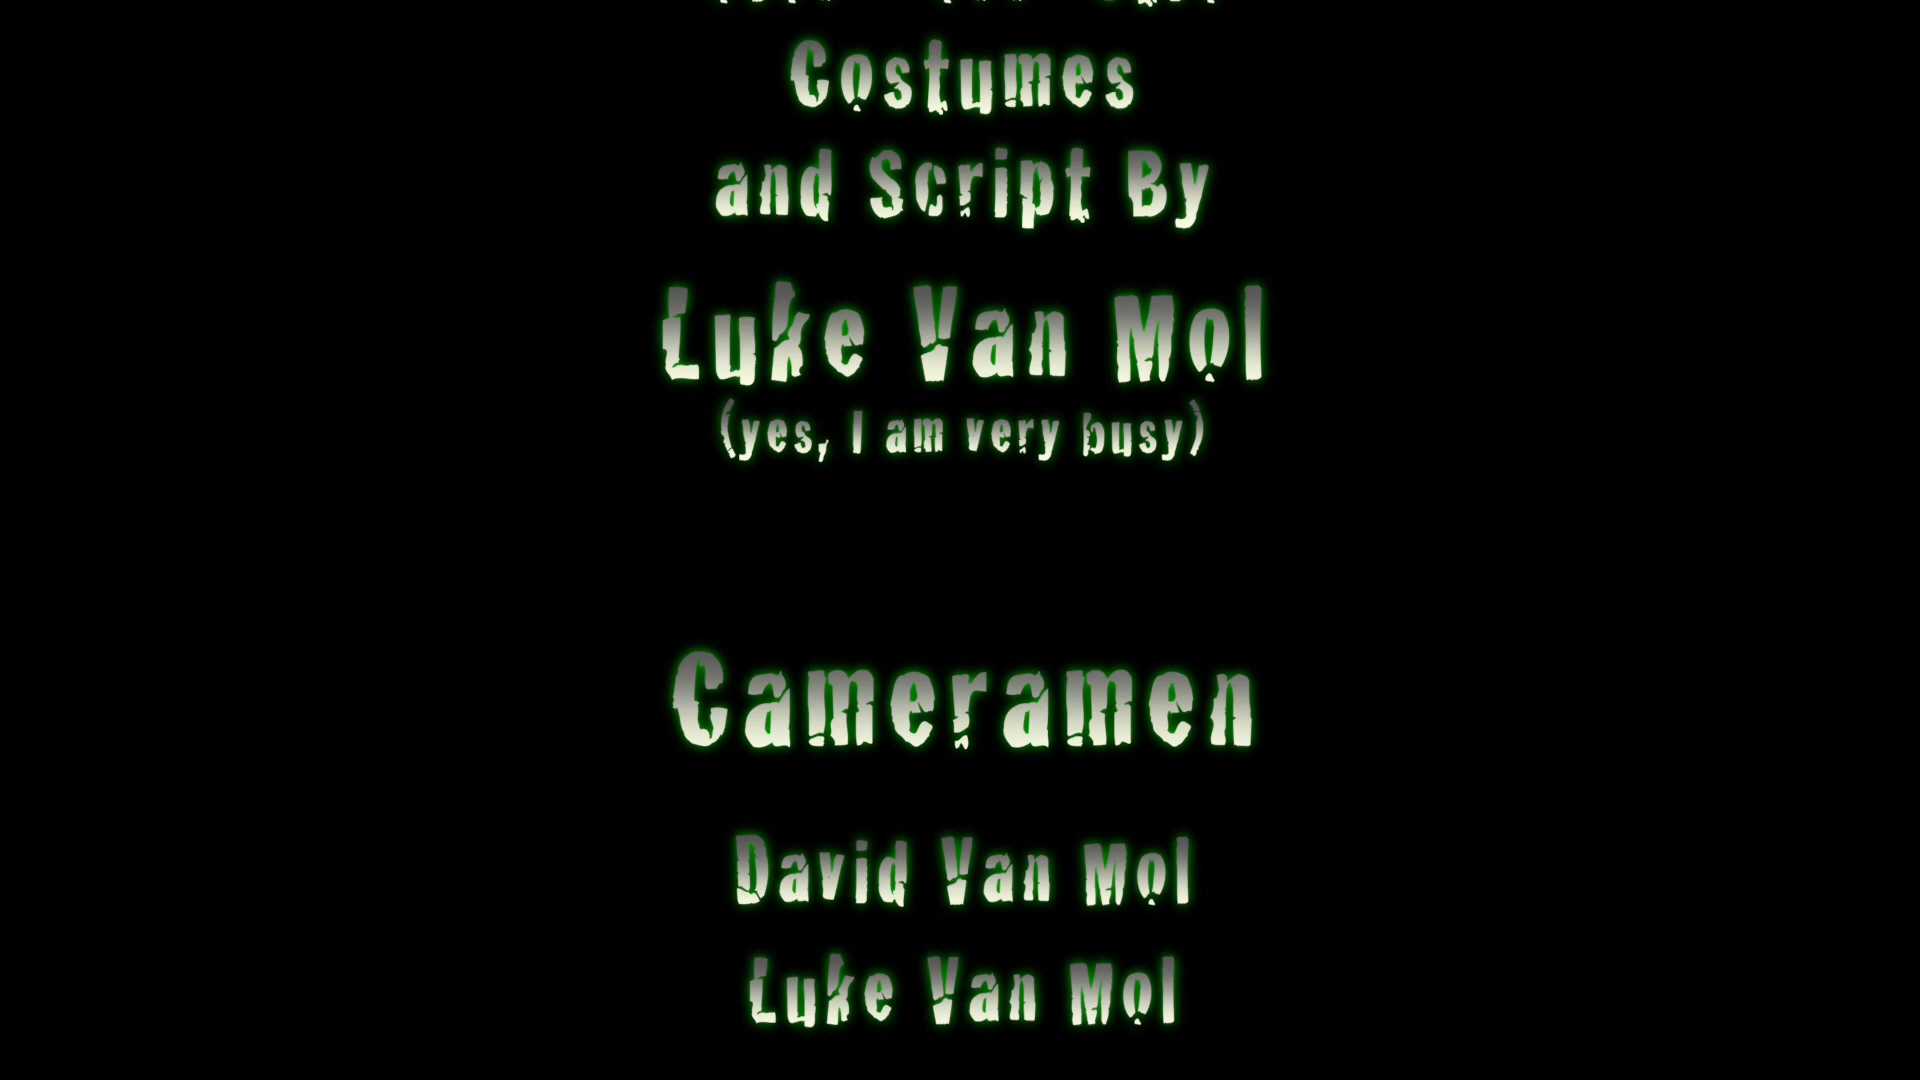 Costumes
and Script By
Luke Van Mol
(yes, I am very busy)
Cameramen
David Van Mol
Luke Van Mol